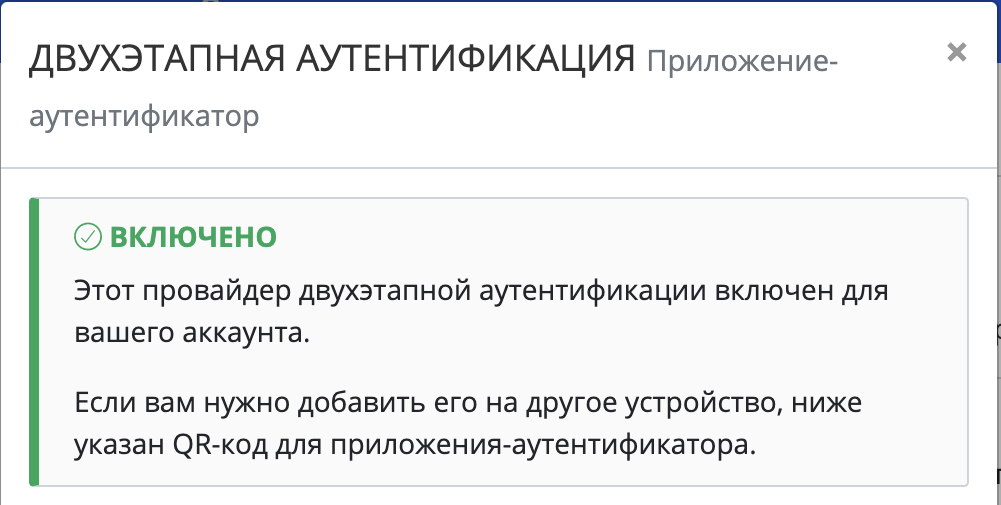 ДВУХЭТАПНАЯ АУТЕНТИФИКАЦИЯ Приложение-
аутентификатор
ВКЛЮЧЕНО
Этот провайдер двухэтапной аутентификации включен для
вашего аккаунта.
Если вам нужно добавить его на другое устройство, ниже
указан QR-код для приложения-аутентификатора.